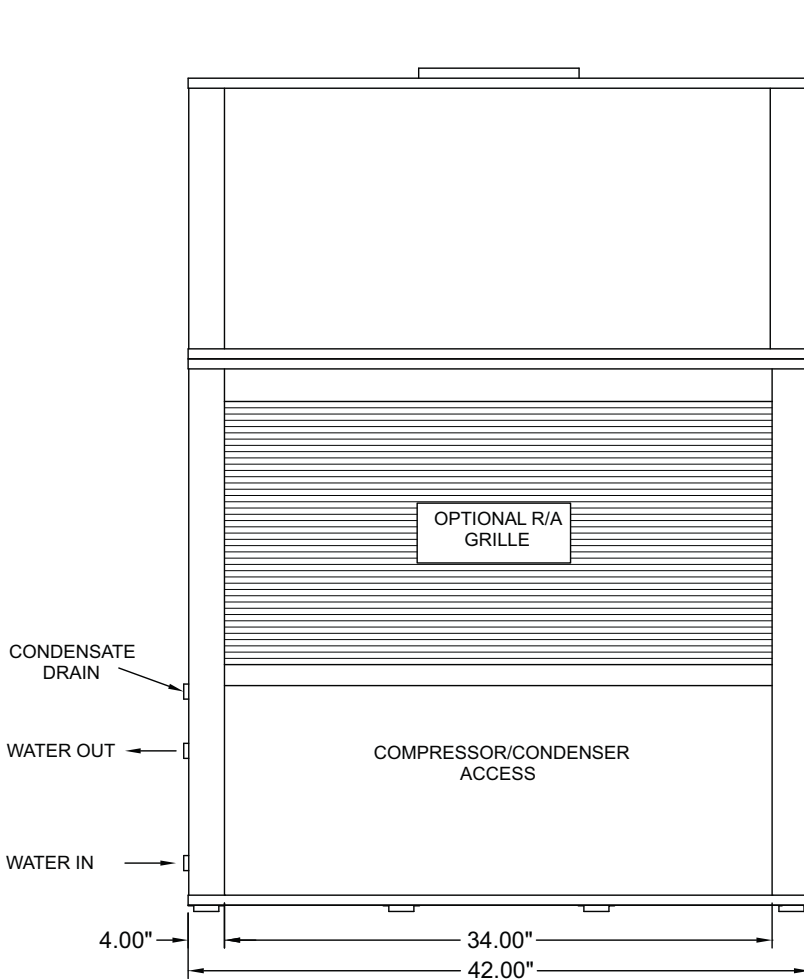 OPTIONAL R/A
GRILLE
CONDENSATE
DRAIN
WATER OUT
COMPRESSOR/CONDENSER
ACCESS
WATER IN
4.00"
34.00"
42.00"